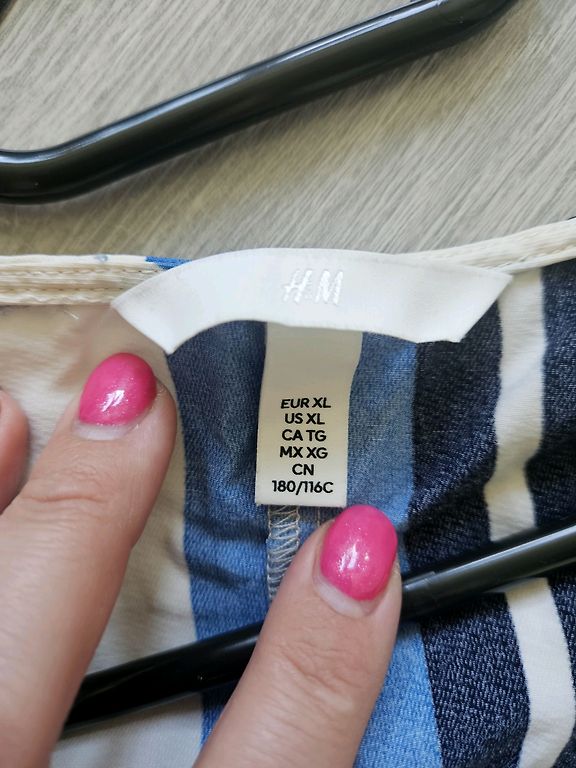 H&M
EUR XL
US XL
CA TG
MX XG
CN
180/116C